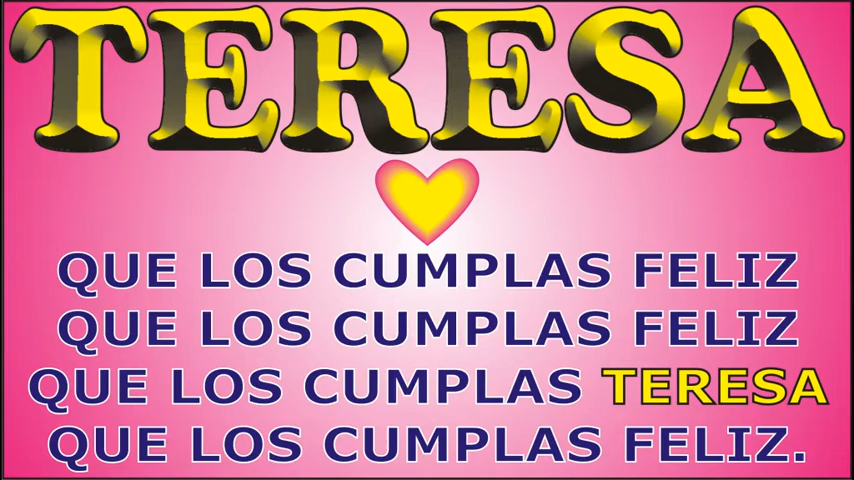 TERESA
QUE LOS CUMPLAS FELIZ
QUE LOS CUMPLAS FELIZ
QUE LOS CUMPLAS TERESA
QUE LOS CUMPLAS FELIZ.